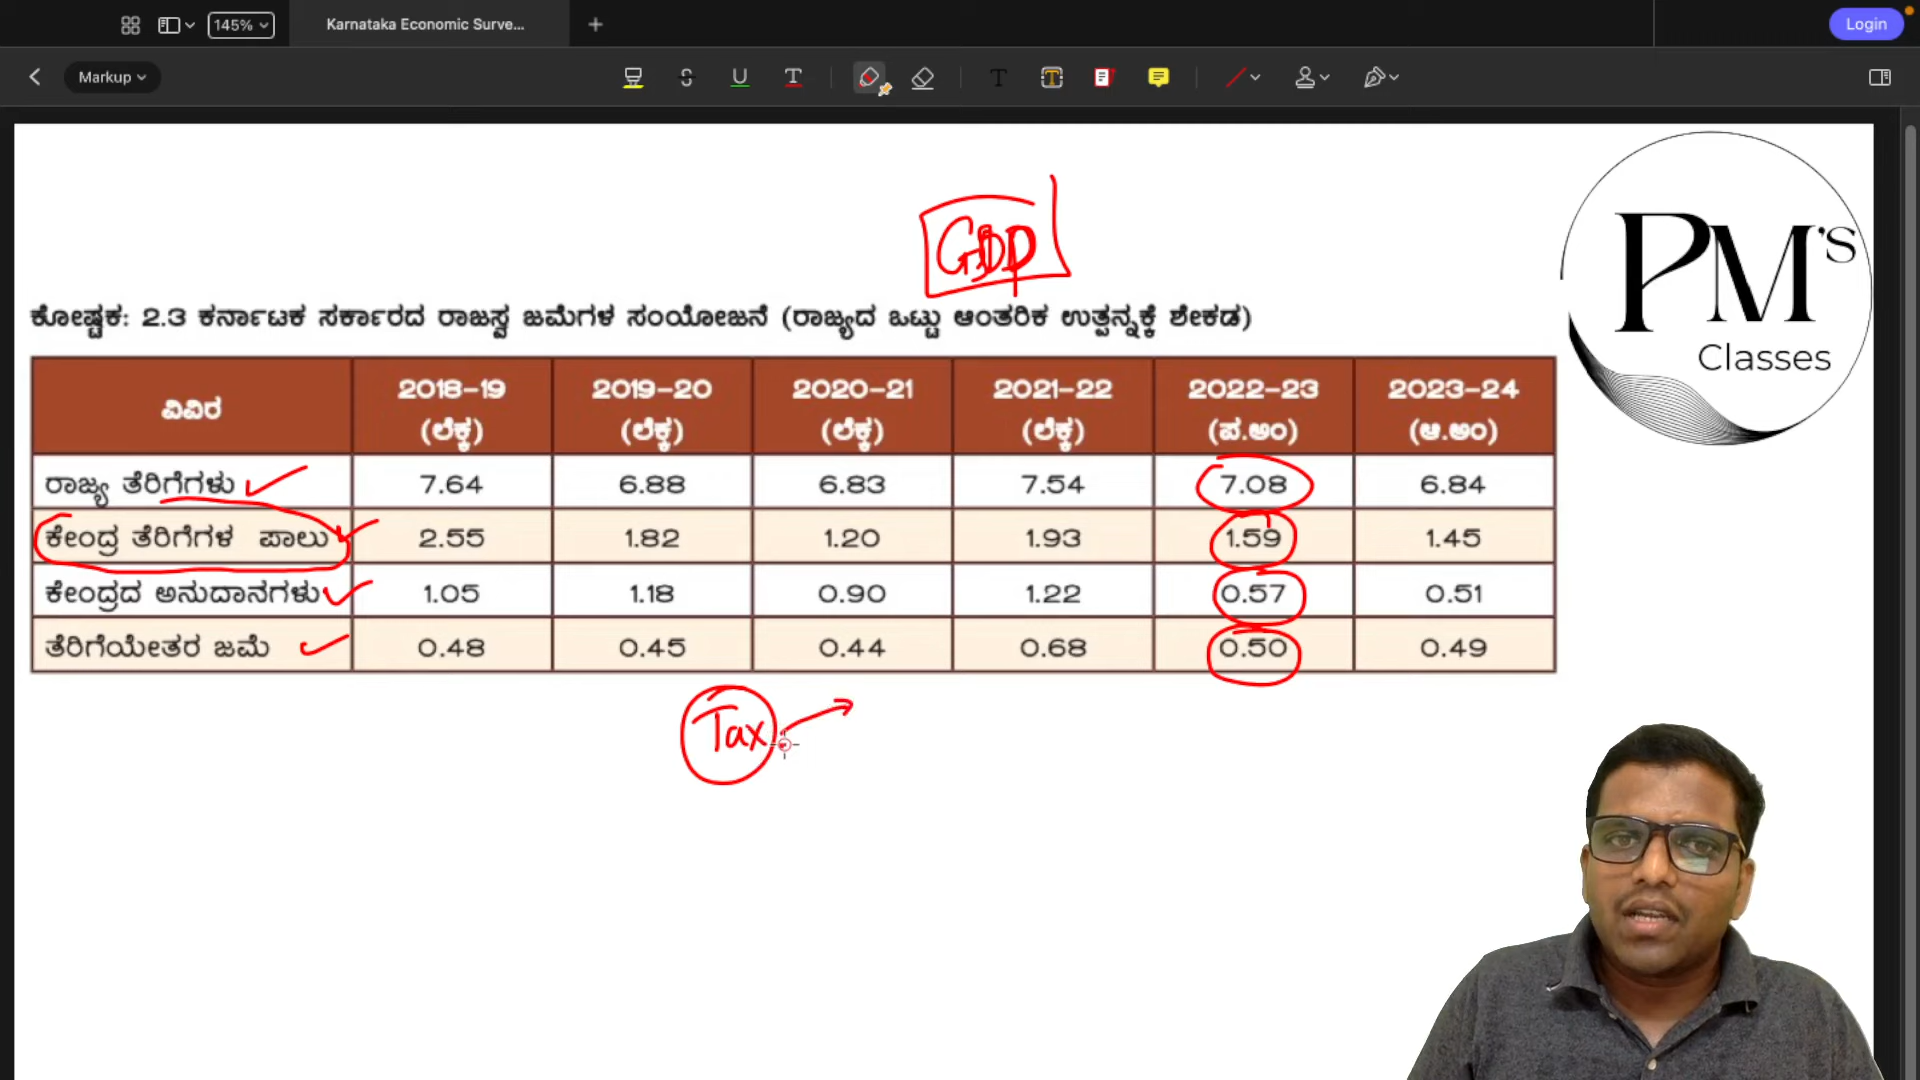 145%
Karnataka Economic Surve...
Login
Markup
GDP
PM's
Classes
ಕೋಷ್ಟಕ: 2.3 ಕರ್ನಾಟಕ ಸರ್ಕಾರದ ರಾಜಸ್ವ ಜಮೆಗಳ ಸಂಯೋಜನೆ (ರಾಜ್ಯದ ಒಟ್ಟು ಆಂತರಿಕ ಉತ್ಪನ್ನಕ್ಕೆ ಶೇಕಡ)
ವಿವರ 2018-19 (ಲೆಕ್ಕ) 2019-20 (ಲೆಕ್ಕ) 2020-21 (ಲೆಕ್ಕ) 2021-22 (ಲೆಕ್ಕ) 2022-23 (ಪ.ಅಂ) 2023-24 (ಆ.ಅಂ)
ರಾಜ್ಯ ತೆರಿಗೆಗಳು 7.64 6.88 6.83 7.54 7.08 6.84
ಕೇಂದ್ರ ತೆರಿಗೆಗಳ ಪಾಲು 2.55 1.82 1.20 1.93 1.59 1.45
ಕೇಂದ್ರದ ಅನುದಾನಗಳು 1.05 1.18 0.90 1.22 0.57 0.51
ತೆರಿಗೆಯೇತರ ಜಮೆ 0.48 0.45 0.44 0.68 0.50 0.49
Tax